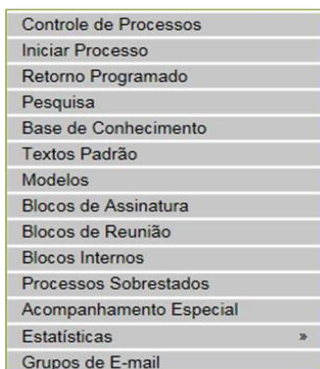 Controle de Processos
Iniciar Processo
Retorno Programado
Pesquisa
Base de Conhecimento
Textos Padrão
Modelos
Blocos de Assinatura
Blocos de Reunião
Blocos Internos
Processos Sobrestados
Acompanhamento Especial
Estatísticas »
Grupos de E-mail